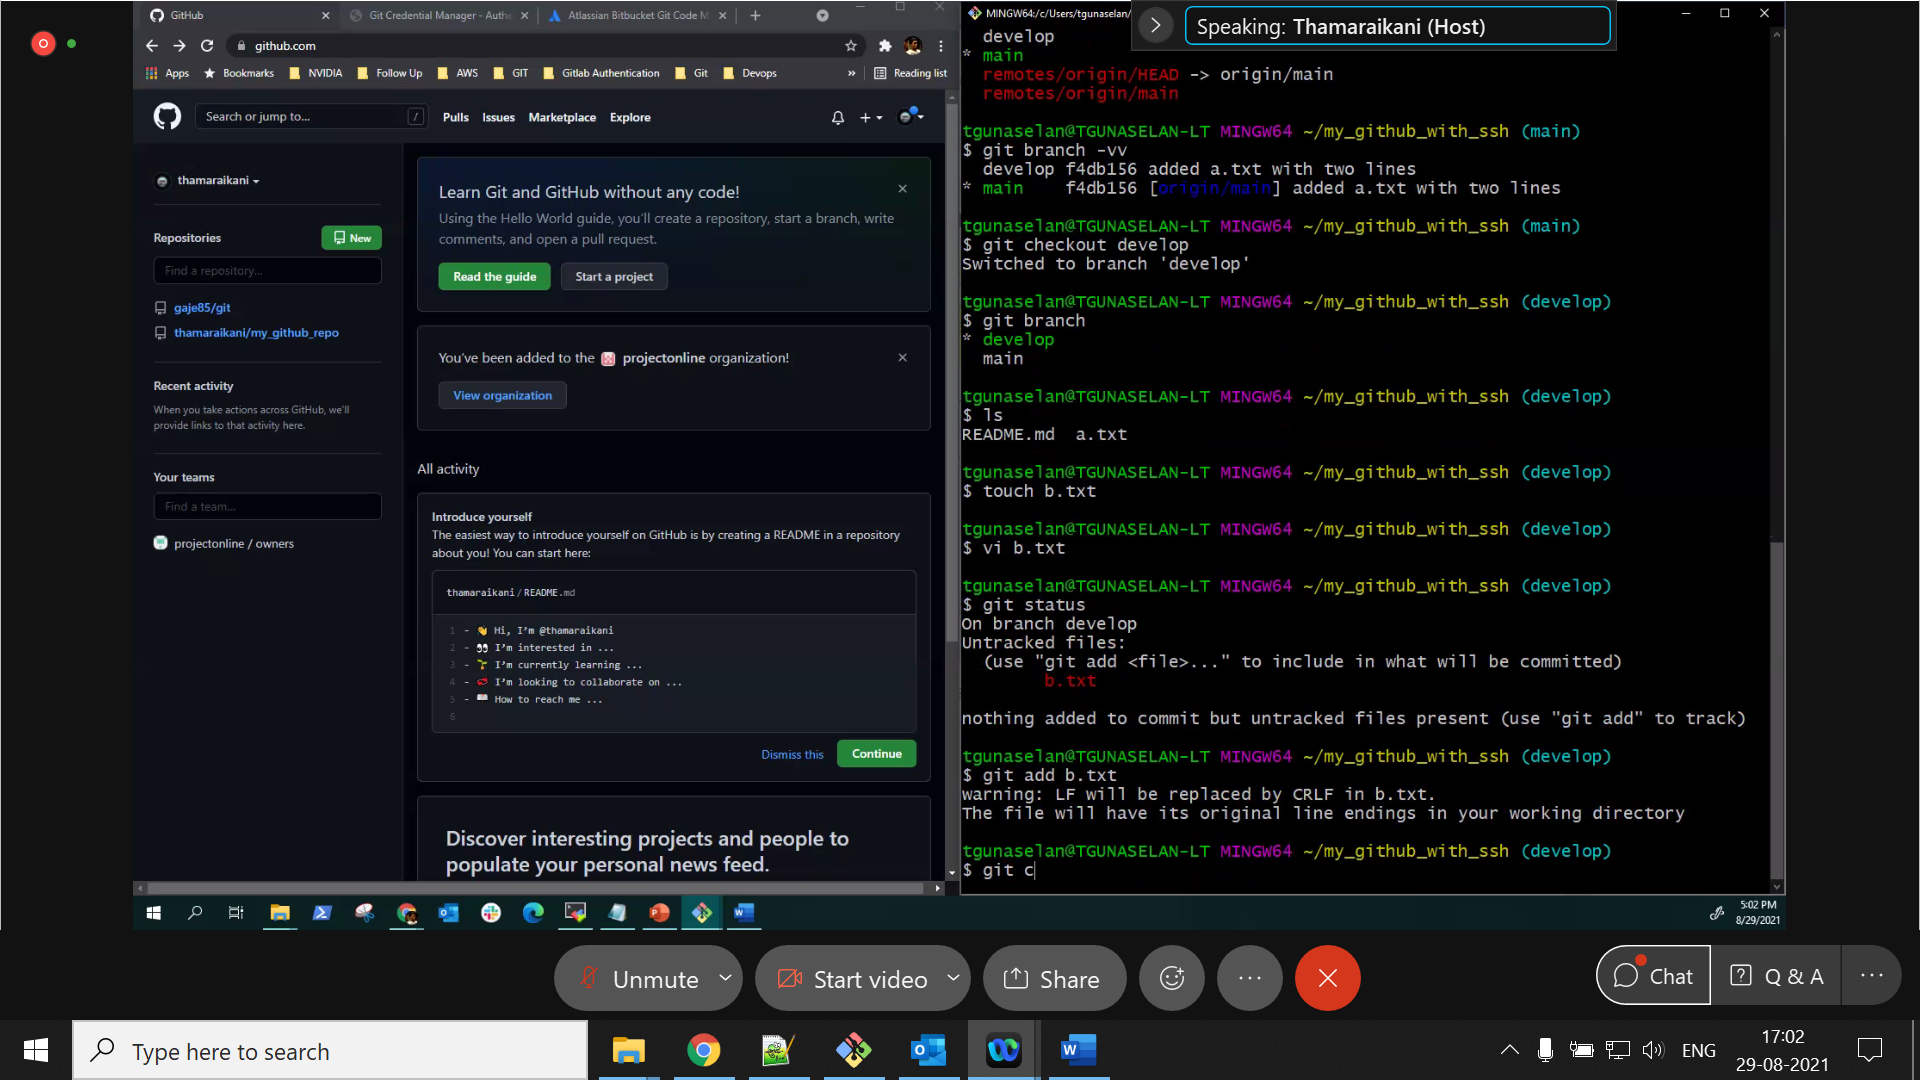 GitHub
Git Credential Manager - Authe
Atlassian Bitbucket Git Code M
github.com
Apps
Bookmarks
NVIDIA
Follow Up
AWS
GIT
Gitlab Authentication
Git
Devops
»
Reading list
Search or jump to...
/
Pulls
Issues
Marketplace
Explore
thamaraikani
Repositories
New
Find a repository...
gaje85/git
thamaraikani/my_github_repo
Recent activity
When you take actions across GitHub, we'll
provide links to that activity here.
Your teams
Find a team...
projectonline / owners
Learn Git and GitHub without any code!
Using the Hello World guide, you'll create a repository, start a branch, write
comments, and open a pull request.
Read the guide
Start a project
You've been added to the projectonline organization!
View organization
All activity
Introduce yourself
The easiest way to introduce yourself on GitHub is by creating a README in a repository
about you! You can start here:
thamaraikani / README.md
1 - 👋 Hi, I'm @thamaraikani
2 - 👀 I'm interested in ...
3 - 🌱 I'm currently learning ...
4 - 💞️ I'm looking to collaborate on ...
5 - 📫 How to reach me ...
6
Dismiss this
Continue
Discover interesting projects and people to
populate your personal news feed.
MINGW64:/c/Users/tgunaselan/
Speaking: Thamaraikani (Host)
develop
* main
remotes/origin/HEAD -> origin/main
remotes/origin/main
tgunaselan@TGUNASELAN-LT MINGW64 ~/my_github_with_ssh (main)
$ git branch -vv
develop f4db156 added a.txt with two lines
* main    f4db156 [origin/main] added a.txt with two lines
tgunaselan@TGUNASELAN-LT MINGW64 ~/my_github_with_ssh (main)
$ git checkout develop
Switched to branch 'develop'
tgunaselan@TGUNASELAN-LT MINGW64 ~/my_github_with_ssh (develop)
$ git branch
* develop
main
tgunaselan@TGUNASELAN-LT MINGW64 ~/my_github_with_ssh (develop)
$ ls
README.md  a.txt
tgunaselan@TGUNASELAN-LT MINGW64 ~/my_github_with_ssh (develop)
$ touch b.txt
tgunaselan@TGUNASELAN-LT MINGW64 ~/my_github_with_ssh (develop)
$ vi b.txt
tgunaselan@TGUNASELAN-LT MINGW64 ~/my_github_with_ssh (develop)
$ git status
On branch develop
Untracked files:
(use "git add <file>..." to include in what will be committed)
b.txt
nothing added to commit but untracked files present (use "git add" to track)
tgunaselan@TGUNASELAN-LT MINGW64 ~/my_github_with_ssh (develop)
$ git add b.txt
warning: LF will be replaced by CRLF in b.txt.
The file will have its original line endings in your working directory
tgunaselan@TGUNASELAN-LT MINGW64 ~/my_github_with_ssh (develop)
$ git c
5:02 PM
8/29/2021
Unmute
Start video
Share
Chat
Q & A
Type here to search
ENG
17:02
29-08-2021